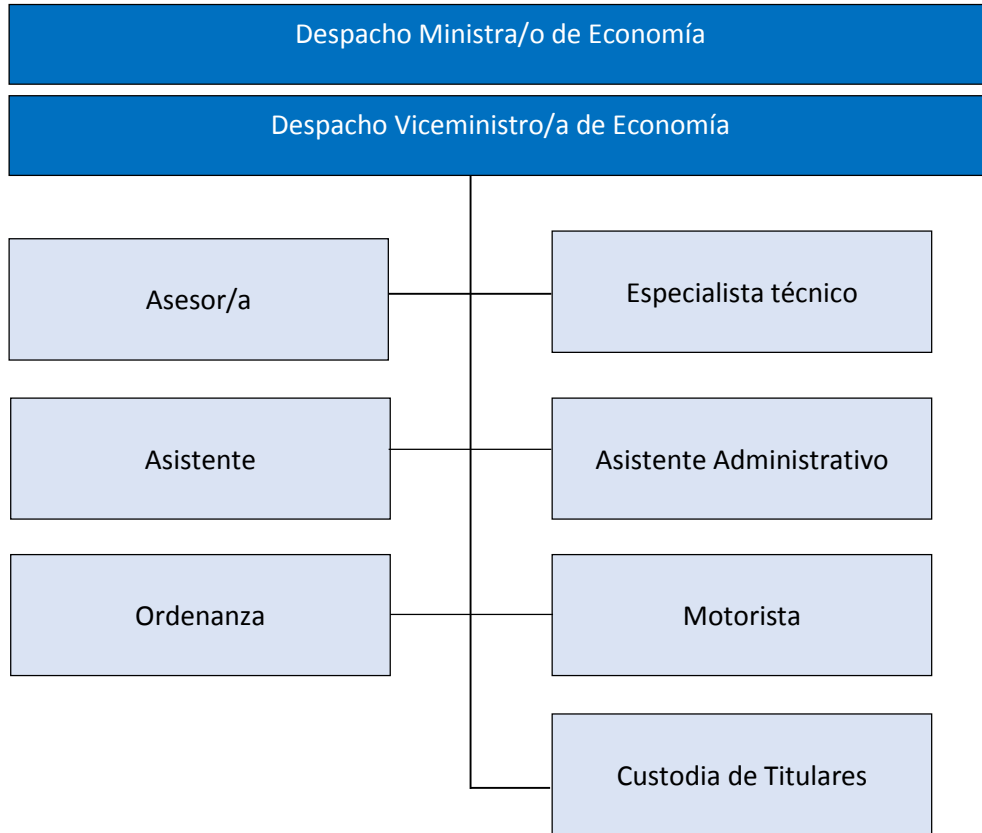 Despacho Ministra/o de Economía
Despacho Viceministro/a de Economía
Asesor/a
Especialista técnico
Asistente
Asistente Administrativo
Ordenanza
Motorista
Custodia de Titulares